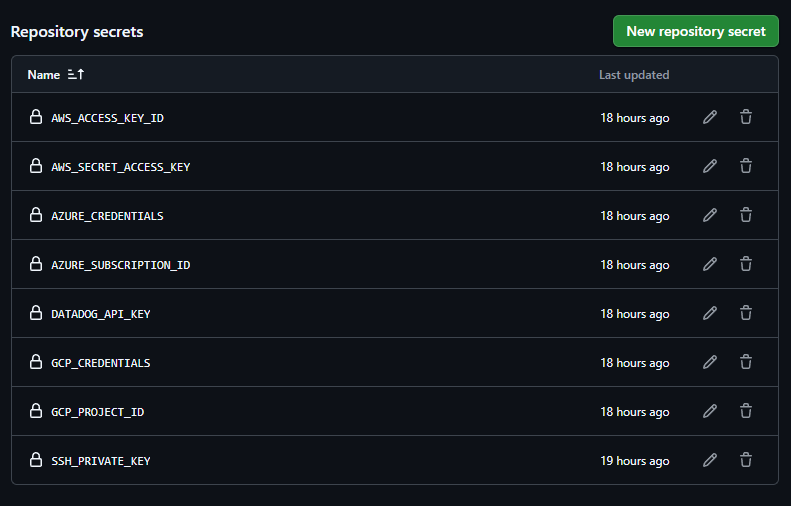 Repository secrets New repository secret
Name Last updated
AWS_ACCESS_KEY_ID 18 hours ago
AWS_SECRET_ACCESS_KEY 18 hours ago
AZURE_CREDENTIALS 18 hours ago
AZURE_SUBSCRIPTION_ID 18 hours ago
DATADOG_API_KEY 18 hours ago
GCP_CREDENTIALS 18 hours ago
GCP_PROJECT_ID 18 hours ago
SSH_PRIVATE_KEY 19 hours ago